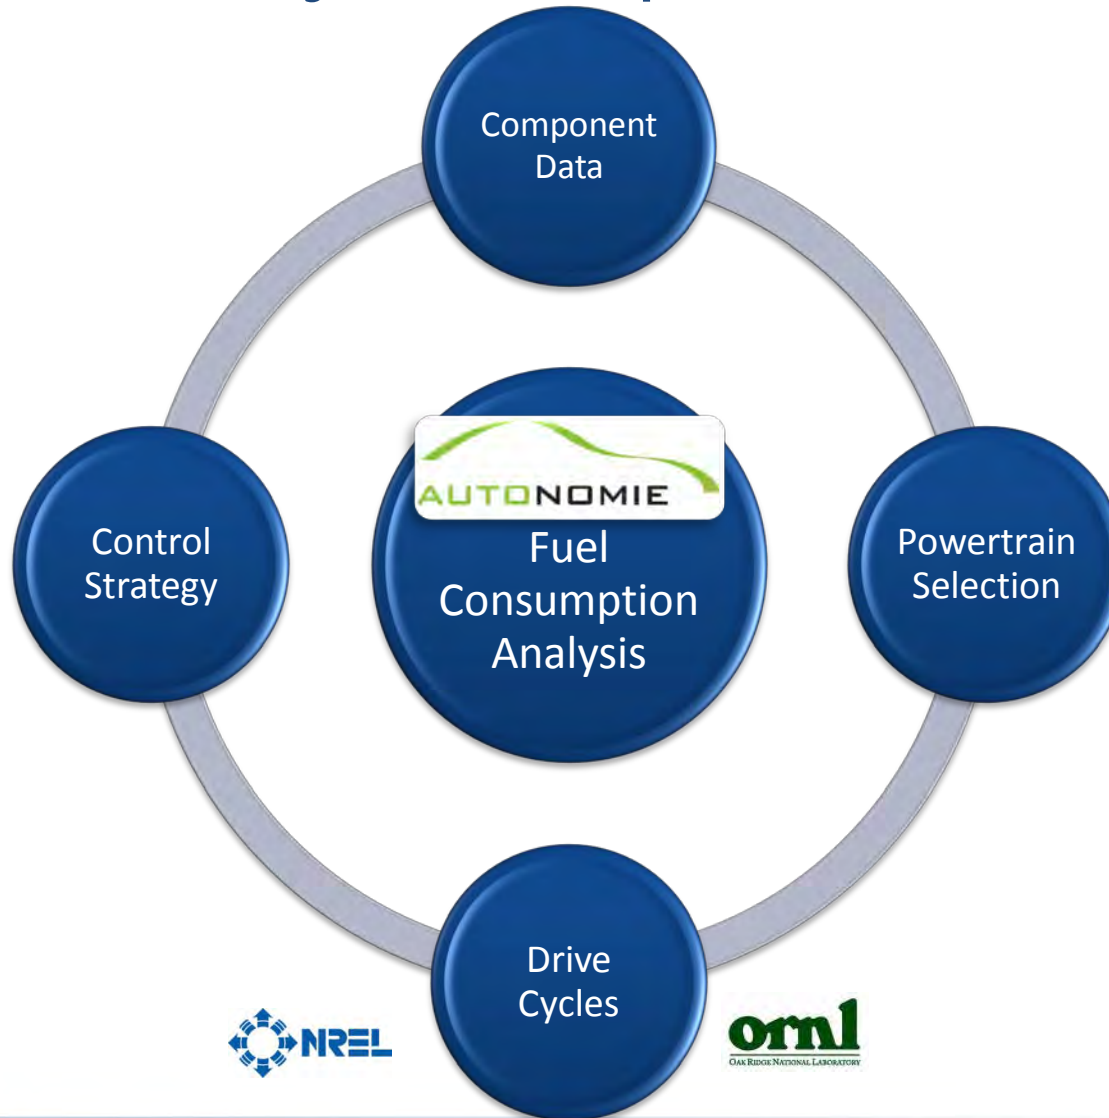 Component
Data
AUTONOMIE
Fuel
Consumption
Analysis
Control
Strategy
Powertrain
Selection
Drive
Cycles
NREL
ornl
OAK RIDGE NATIONAL LABORATORY